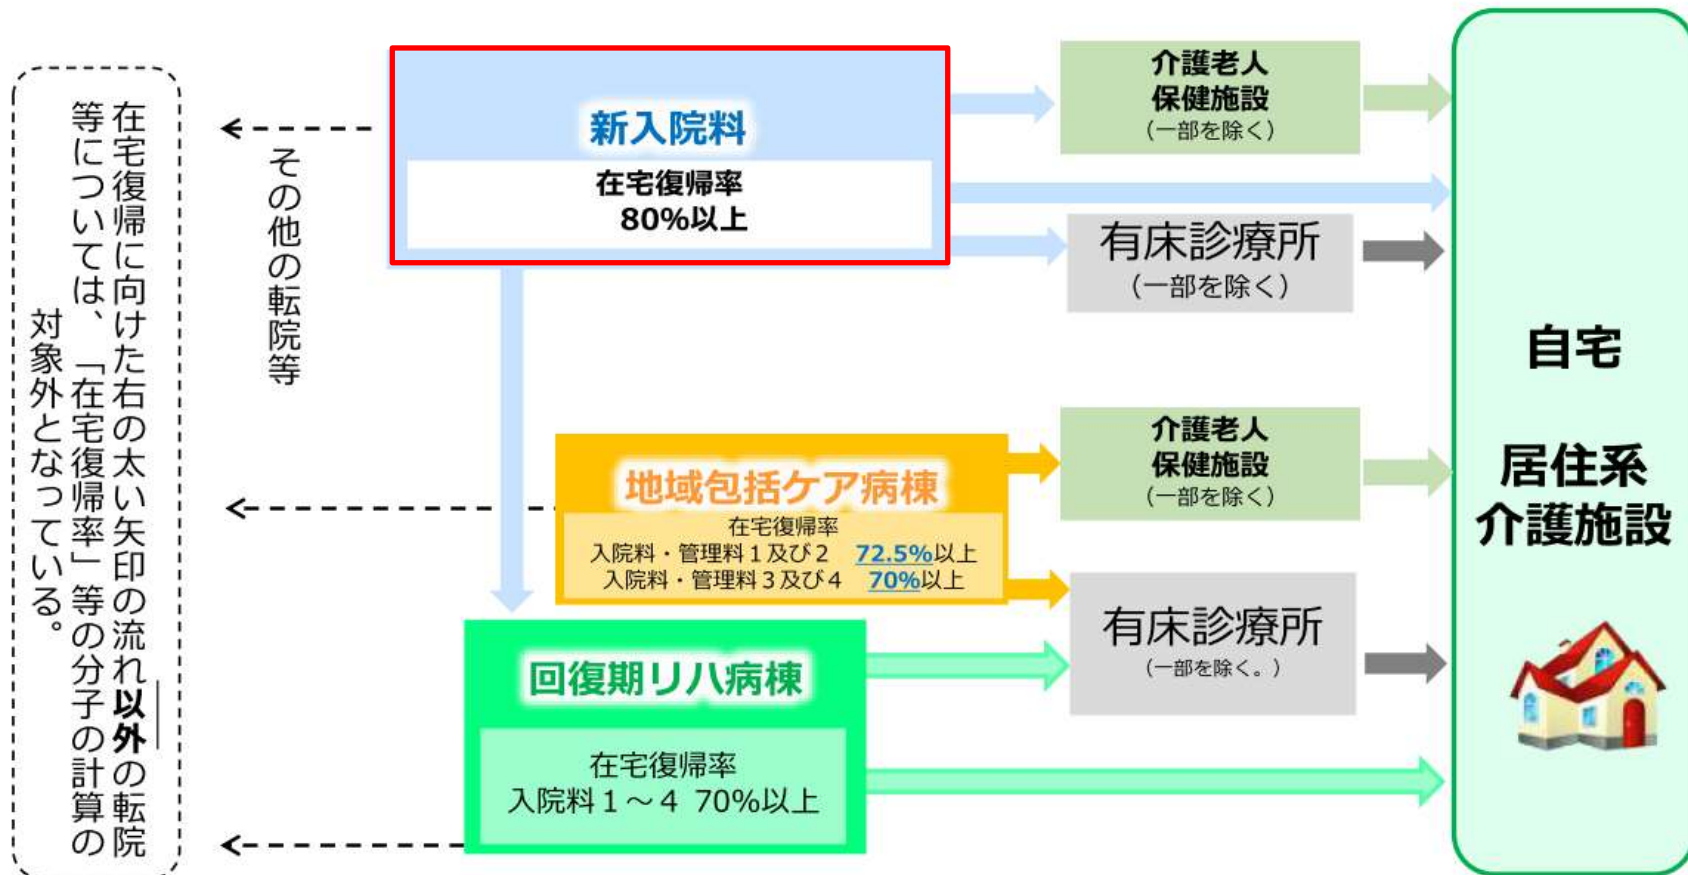 在宅復帰に向けた右の太い矢印の流れ以外の転院
等については、「在宅復帰率」等の分子の計算の
対象外となっている。
その他の転院等
新入院料
在宅復帰率
80%以上
介護老人
保健施設
(一部を除く)
有床診療所
(一部を除く)
地域包括ケア病棟
在宅復帰率
入院料・管理料1及び2 72.5%以上
入院料・管理料3及び4 70%以上
介護老人
保健施設
(一部を除く)
有床診療所
(一部を除く。)
回復期リハ病棟
在宅復帰率
入院料1～4 70%以上
自宅
居住系
介護施設